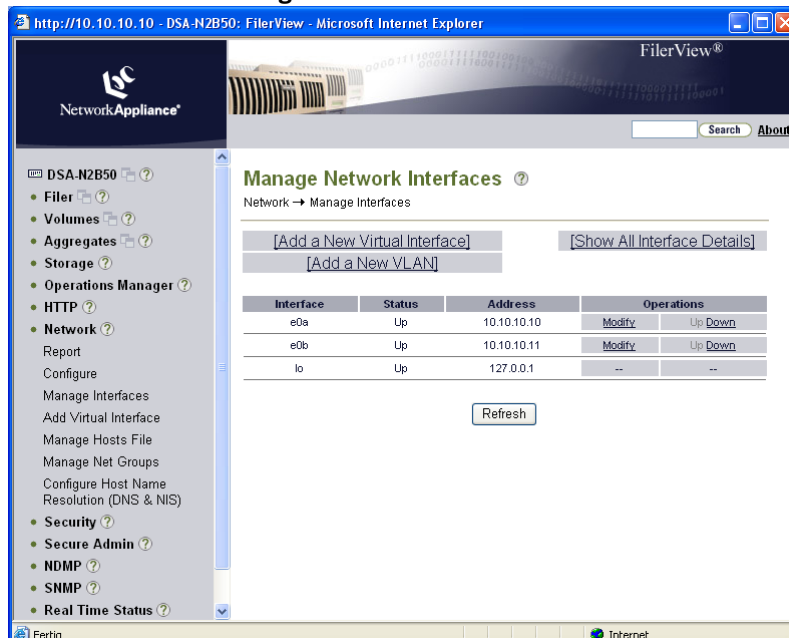 http://10.10.10.10 - DSA-N2B50: FilerView - Microsoft Internet Explorer
FilerView®
NetworkAppliance®
Search About
DSA-N2B50
Filer
Volumes
Aggregates
Storage
Operations Manager
HTTP
Network
Report
Configure
Manage Interfaces
Add Virtual Interface
Manage Hosts File
Manage Net Groups
Configure Host Name
Resolution (DNS & NIS)
Security
Secure Admin
NDMP
SNMP
Real Time Status
Manage Network Interfaces
Network → Manage Interfaces
[Add a New Virtual Interface] [Show All Interface Details]
[Add a New VLAN]
Interface Status Address Operations
e0a Up 10.10.10.10 Modify Up Down
e0b Up 10.10.10.11 Modify Up Down
lo Up 127.0.0.1 -- --
Refresh
Fertig Internet